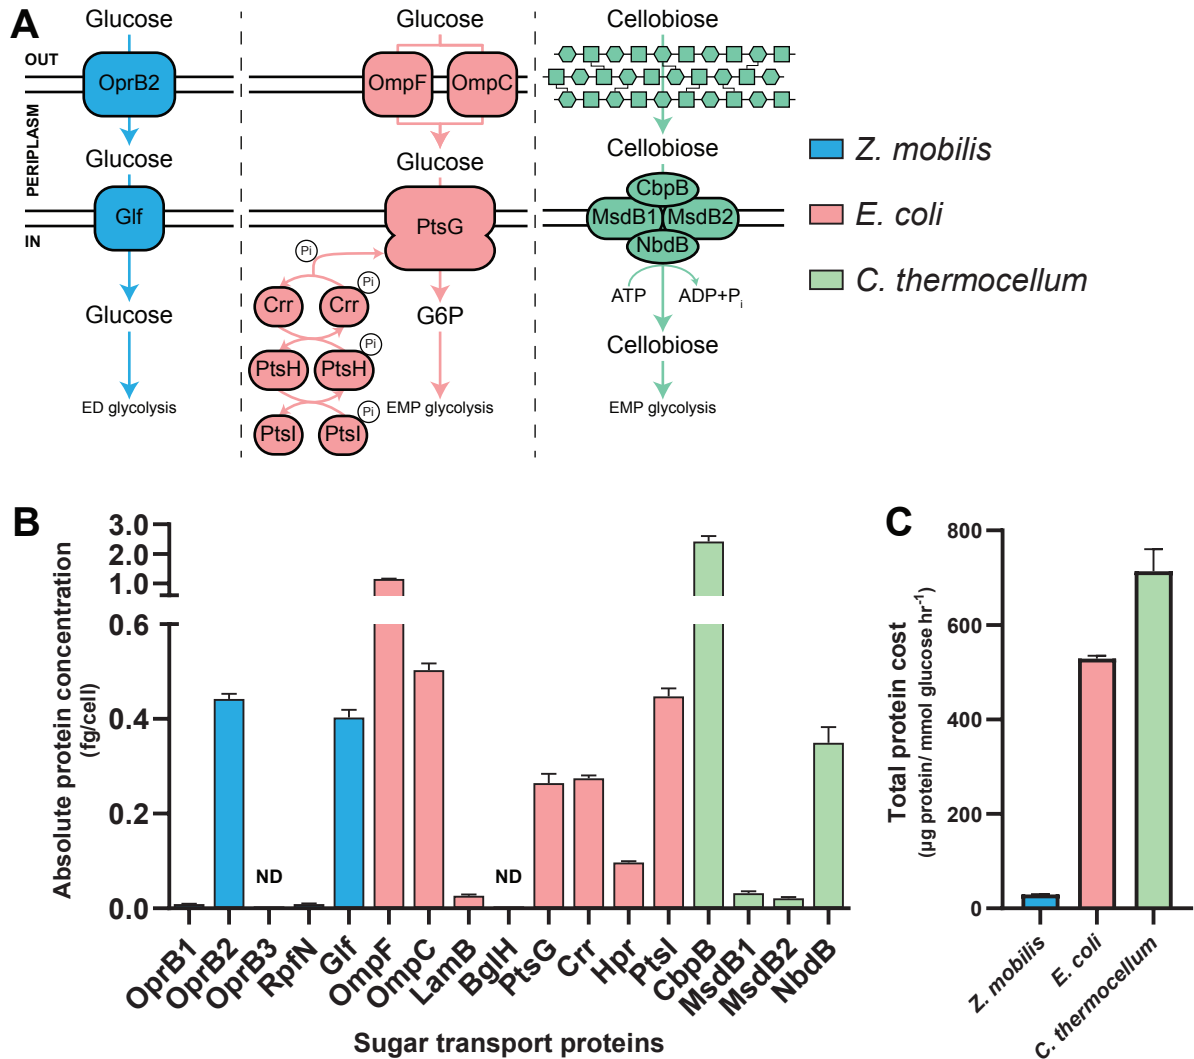 A
Glucose
Glucose
Cellobiose
OUT
OprB2
OmpF
OmpC
PERIPLASM
Glucose
Glucose
Cellobiose
CbpB
Glf
PtsG
MsdB1
MsdB2
NbdB
IN
Pi
Crr
Crr
Pi
ATP
ADP+Pi
Glucose
G6P
Cellobiose
PtsH
PtsH
Pi
ED glycolysis
EMP glycolysis
EMP glycolysis
PtsI
PtsI
Pi
Z. mobilis
E. coli
C. thermocellum
B
Absolute protein concentration
(fg/cell)
3.0
2.0
1.0
0.6
0.4
0.2
0.0
ND
ND
OprB1
OprB2
OprB3
RpfN
Glf
OmpF
OmpC
LamB
BglH
PtsG
Crr
Hpr
PtsI
CbpB
MsdB1
MsdB2
NbdB
Sugar transport proteins
C
Total protein cost
(µg protein/ mmol glucose hr⁻¹)
800
600
400
200
0
Z. mobilis
E. coli
C. thermocellum